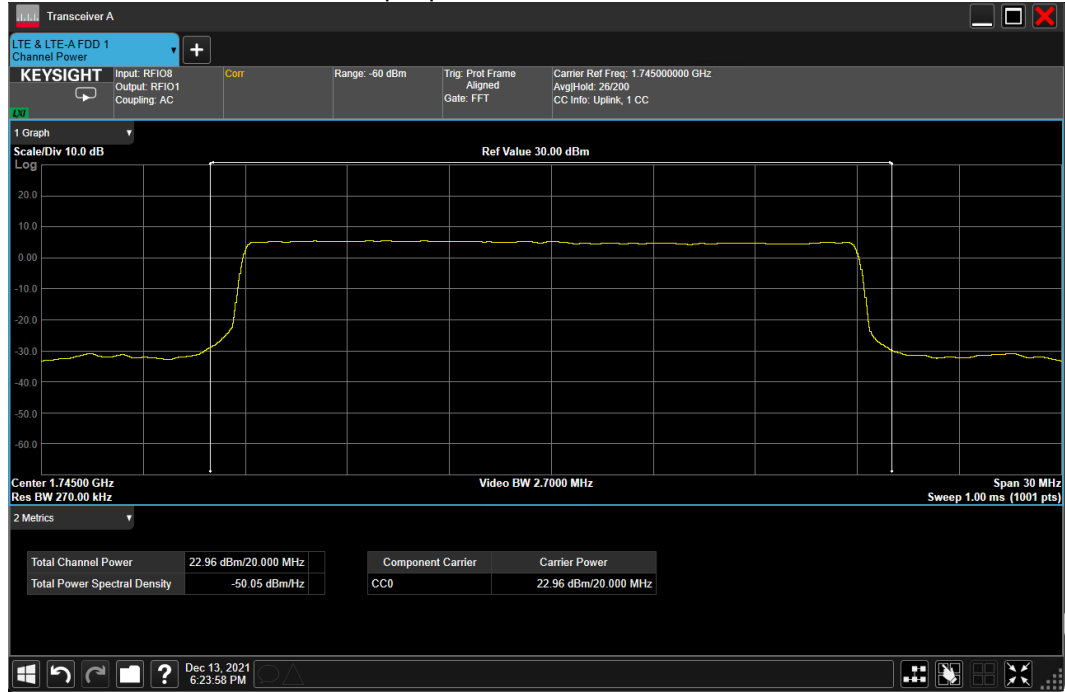 Transceiver A
LTE & LTE-A FDD 1
Channel Power
+
KEYSIGHT
LXI
Input: RFIO8
Output: RFIO1
Coupling: AC
Corr
Range: -60 dBm
Trig: Prot Frame
Aligned
Gate: FFT
Carrier Ref Freq: 1.745000000 GHz
Avg|Hold: 26/200
CC Info: Uplink, 1 CC
1 Graph
Scale/Div 10.0 dB
Ref Value 30.00 dBm
Log
20.0
10.0
0.00
-10.0
-20.0
-30.0
-40.0
-50.0
-60.0
Center 1.74500 GHz
Video BW 2.7000 MHz
Span 30 MHz
Res BW 270.00 kHz
Sweep 1.00 ms (1001 pts)
2 Metrics
Total Channel Power 22.96 dBm/20.000 MHz
Total Power Spectral Density -50.05 dBm/Hz
Component Carrier Carrier Power
CC0 22.96 dBm/20.000 MHz
?
Dec 13, 2021
6:23:58 PM